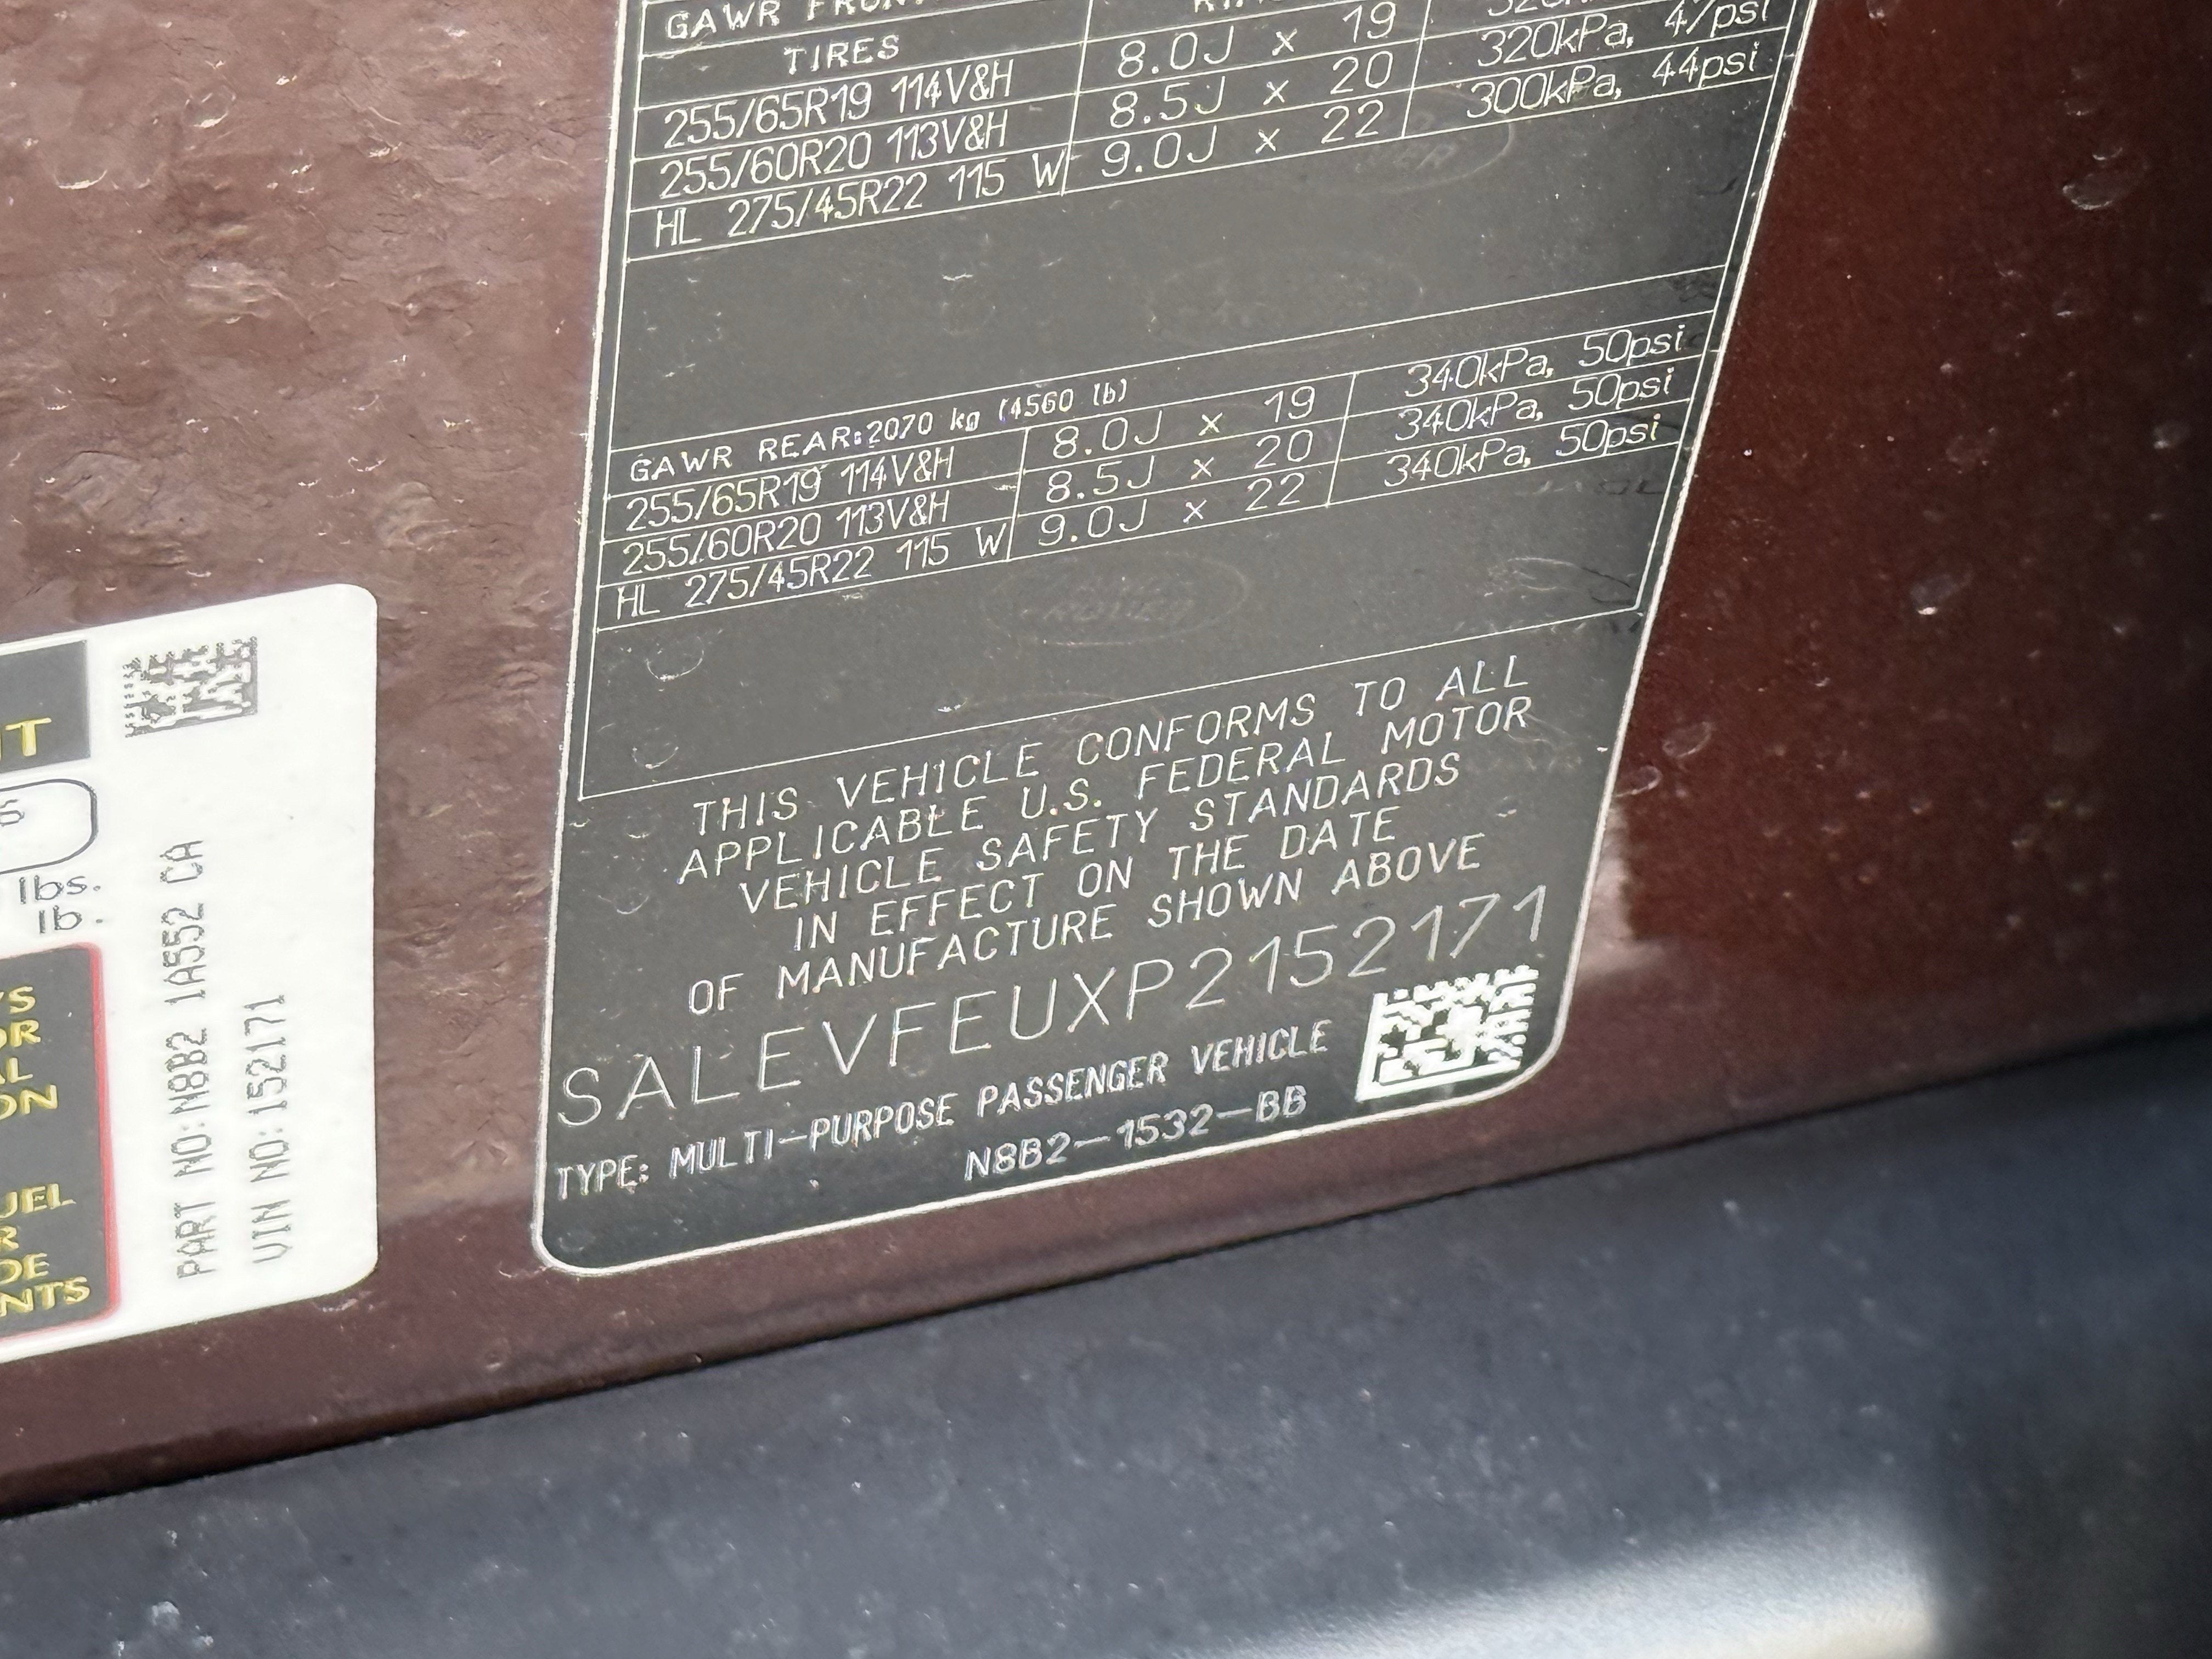 GAWR FRONT
TIRES
255/65R19 114V&H 8.0J x 19
255/60R20 113V&H 8.5J x 20 320kPa, 47psi
HL 275/45R22 115 W 9.0J x 22 300kPa, 44psi
GAWR REAR:2070 kg (4560 lb)
255/65R19 114V&H 8.0J x 19 340kPa, 50psi
255/60R20 113V&H 8.5J x 20 340kPa, 50psi
HL 275/45R22 115 W 9.0J x 22 340kPa, 50psi
THIS VEHICLE CONFORMS TO ALL
APPLICABLE U.S. FEDERAL MOTOR
VEHICLE SAFETY STANDARDS
IN EFFECT ON THE DATE
OF MANUFACTURE SHOWN ABOVE
SALEVFEUXP2152171
TYPE: MULTI-PURPOSE PASSENGER VEHICLE
N8B2-1532-BB
lbs.
lb.
PART NO:N8B2 1A552 CA
VIN NO:152171